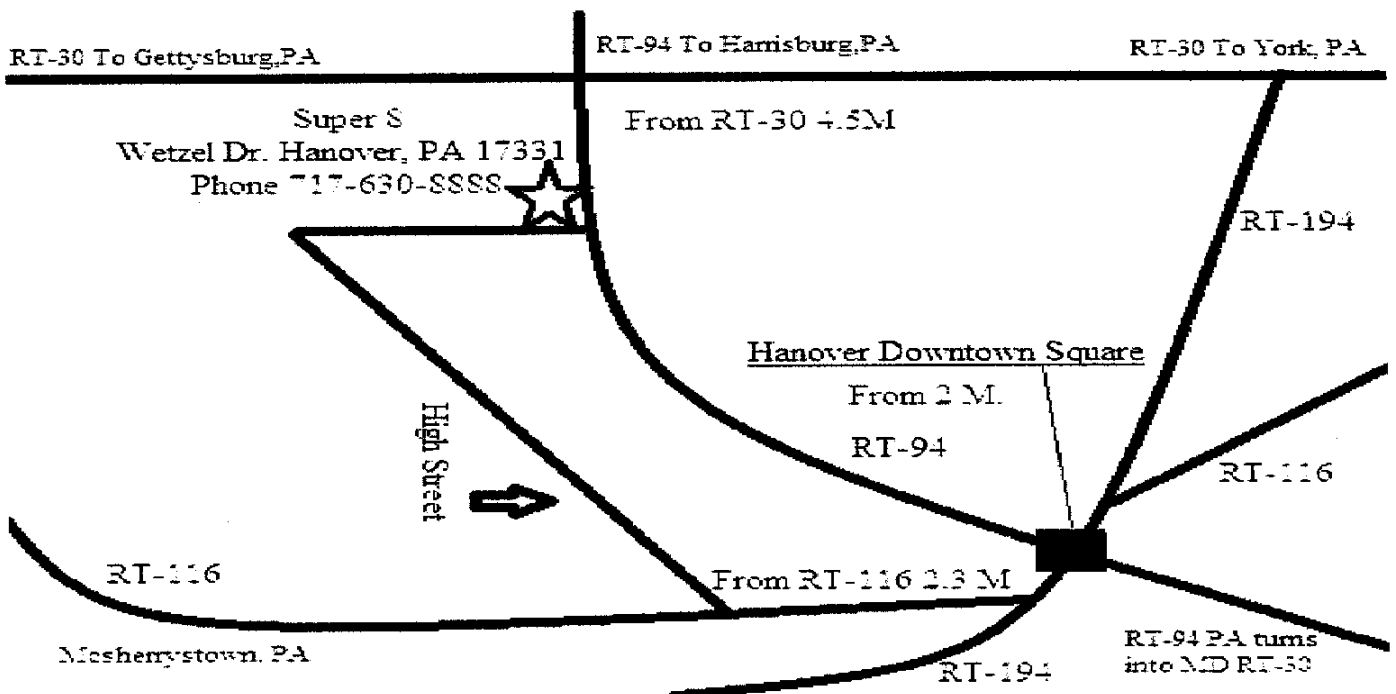 RT-30 To Gettysburg,PA
RT-94 To Harrisburg,PA
RT-30 To York, PA
Super 8
Wetzel Dr. Hanover, PA 17331
Phone 717-630-8888
From RT-30 4.5M
RT-194
Hanover Downtown Square
From 2 M.
RT-94
RT-116
High Street
RT-116
From RT-116 2.3 M
Mcsherrystown, PA
RT-194
RT-94 PA turns
into MD RT-30